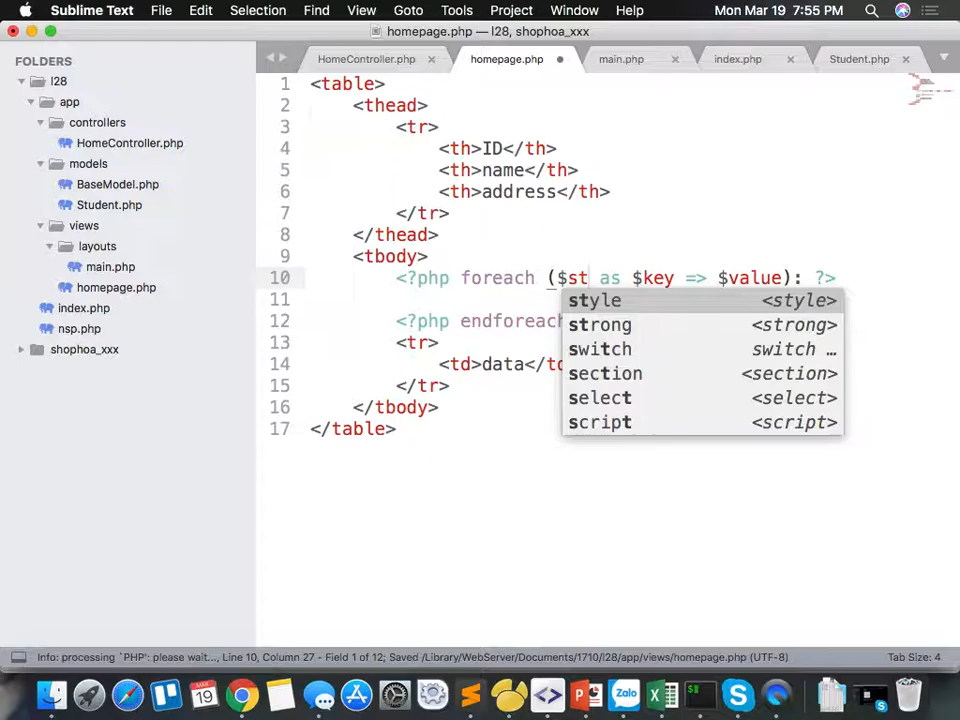 Sublime Text File Edit Selection Find View Goto Tools Project Window Help Mon Mar 19 7:55 PM
homepage.php — l28, shophoa_xxx
FOLDERS
l28
app
controllers
HomeController.php
models
BaseModel.php
Student.php
views
layouts
main.php
homepage.php
index.php
nsp.php
shophoa_xxx
HomeController.php × homepage.php main.php × index.php × Student.php ×
1 <table>
2 <thead>
3 <tr>
4 <th>ID</th>
5 <th>name</th>
6 <th>address</th>
7 </tr>
8 </thead>
9 <tbody>
10 <?php foreach ($st as $key => $value): ?>
11
12 <?php endforeach
13 <tr>
14 <td>data</td
15 </tr>
16 </tbody>
17 </table>
style <style>
strong <strong>
switch switch …
section <section>
select <select>
script <script>
Info: processing `PHP': please wait..., Line 10, Column 27 - Field 1 of 12; Saved /Library/WebServer/Documents/1710/l28/app/views/homepage.php (UTF-8) Tab Size: 4
19
Zalo